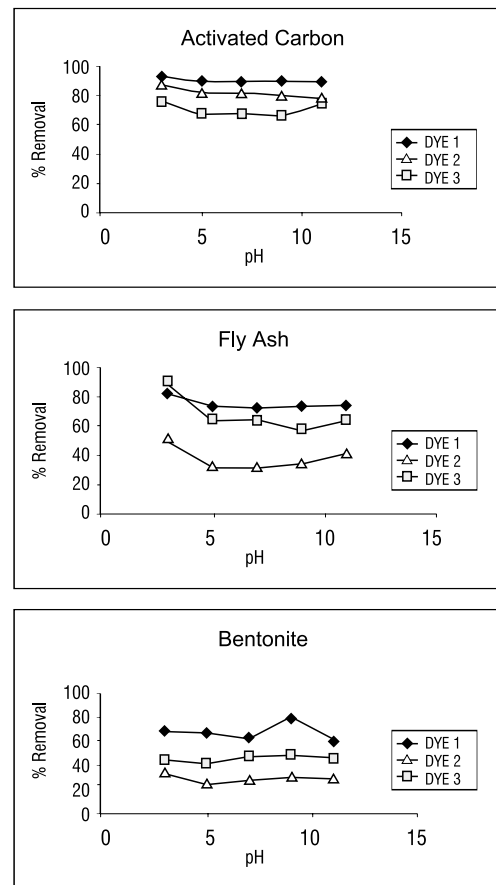 Activated Carbon
100
80
60
40
20
0
% Removal
0 5 10 15
pH
DYE 1
DYE 2
DYE 3
Fly Ash
100
80
60
40
20
0
% Removal
0 5 10 15
pH
DYE 1
DYE 2
DYE 3
Bentonite
100
80
60
40
20
0
% Removal
0 5 10 15
pH
DYE 1
DYE 2
DYE 3